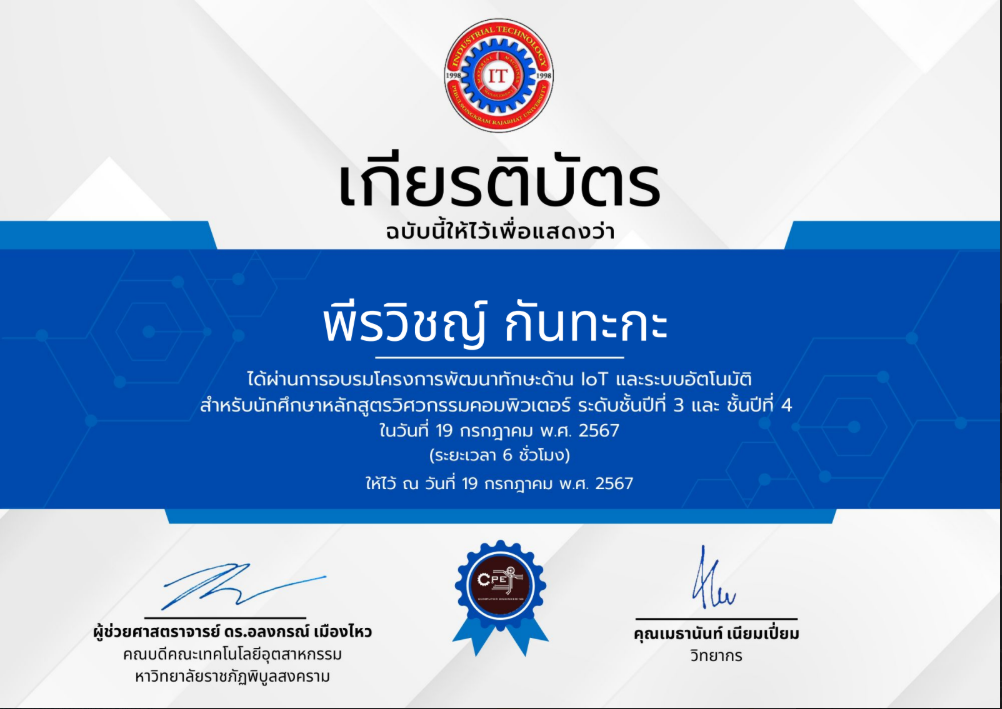 INDUSTRIAL TECHNOLOGY
1998 IT 1998
PIBULSONGKRAM RAJABHAT UNIVERSITY
เกียรติบัตร
ฉบับนี้ให้ไว้เพื่อแสดงว่า
พีรวิชญ์ กันทะกะ
ได้ผ่านการอบรมโครงการพัฒนาทักษะด้าน IoT และระบบอัตโนมัติ
สำหรับนักศึกษาหลักสูตรวิศวกรรมคอมพิวเตอร์ ระดับชั้นปีที่ 3 และ ชั้นปีที่ 4
ในวันที่ 19 กรกฎาคม พ.ศ. 2567
(ระยะเวลา 6 ชั่วโมง)
ให้ไว้ ณ วันที่ 19 กรกฎาคม พ.ศ. 2567
CPE
COMPUTER ENGINEERING
ผู้ช่วยศาสตราจารย์ ดร.อลงกรณ์ เมืองไหว
คณบดีคณะเทคโนโลยีอุตสาหกรรม
หาวิทยาลัยราชภัฏพิบูลสงคราม
คุณเมธานันท์ เนียมเปี่ยม
วิทยากร